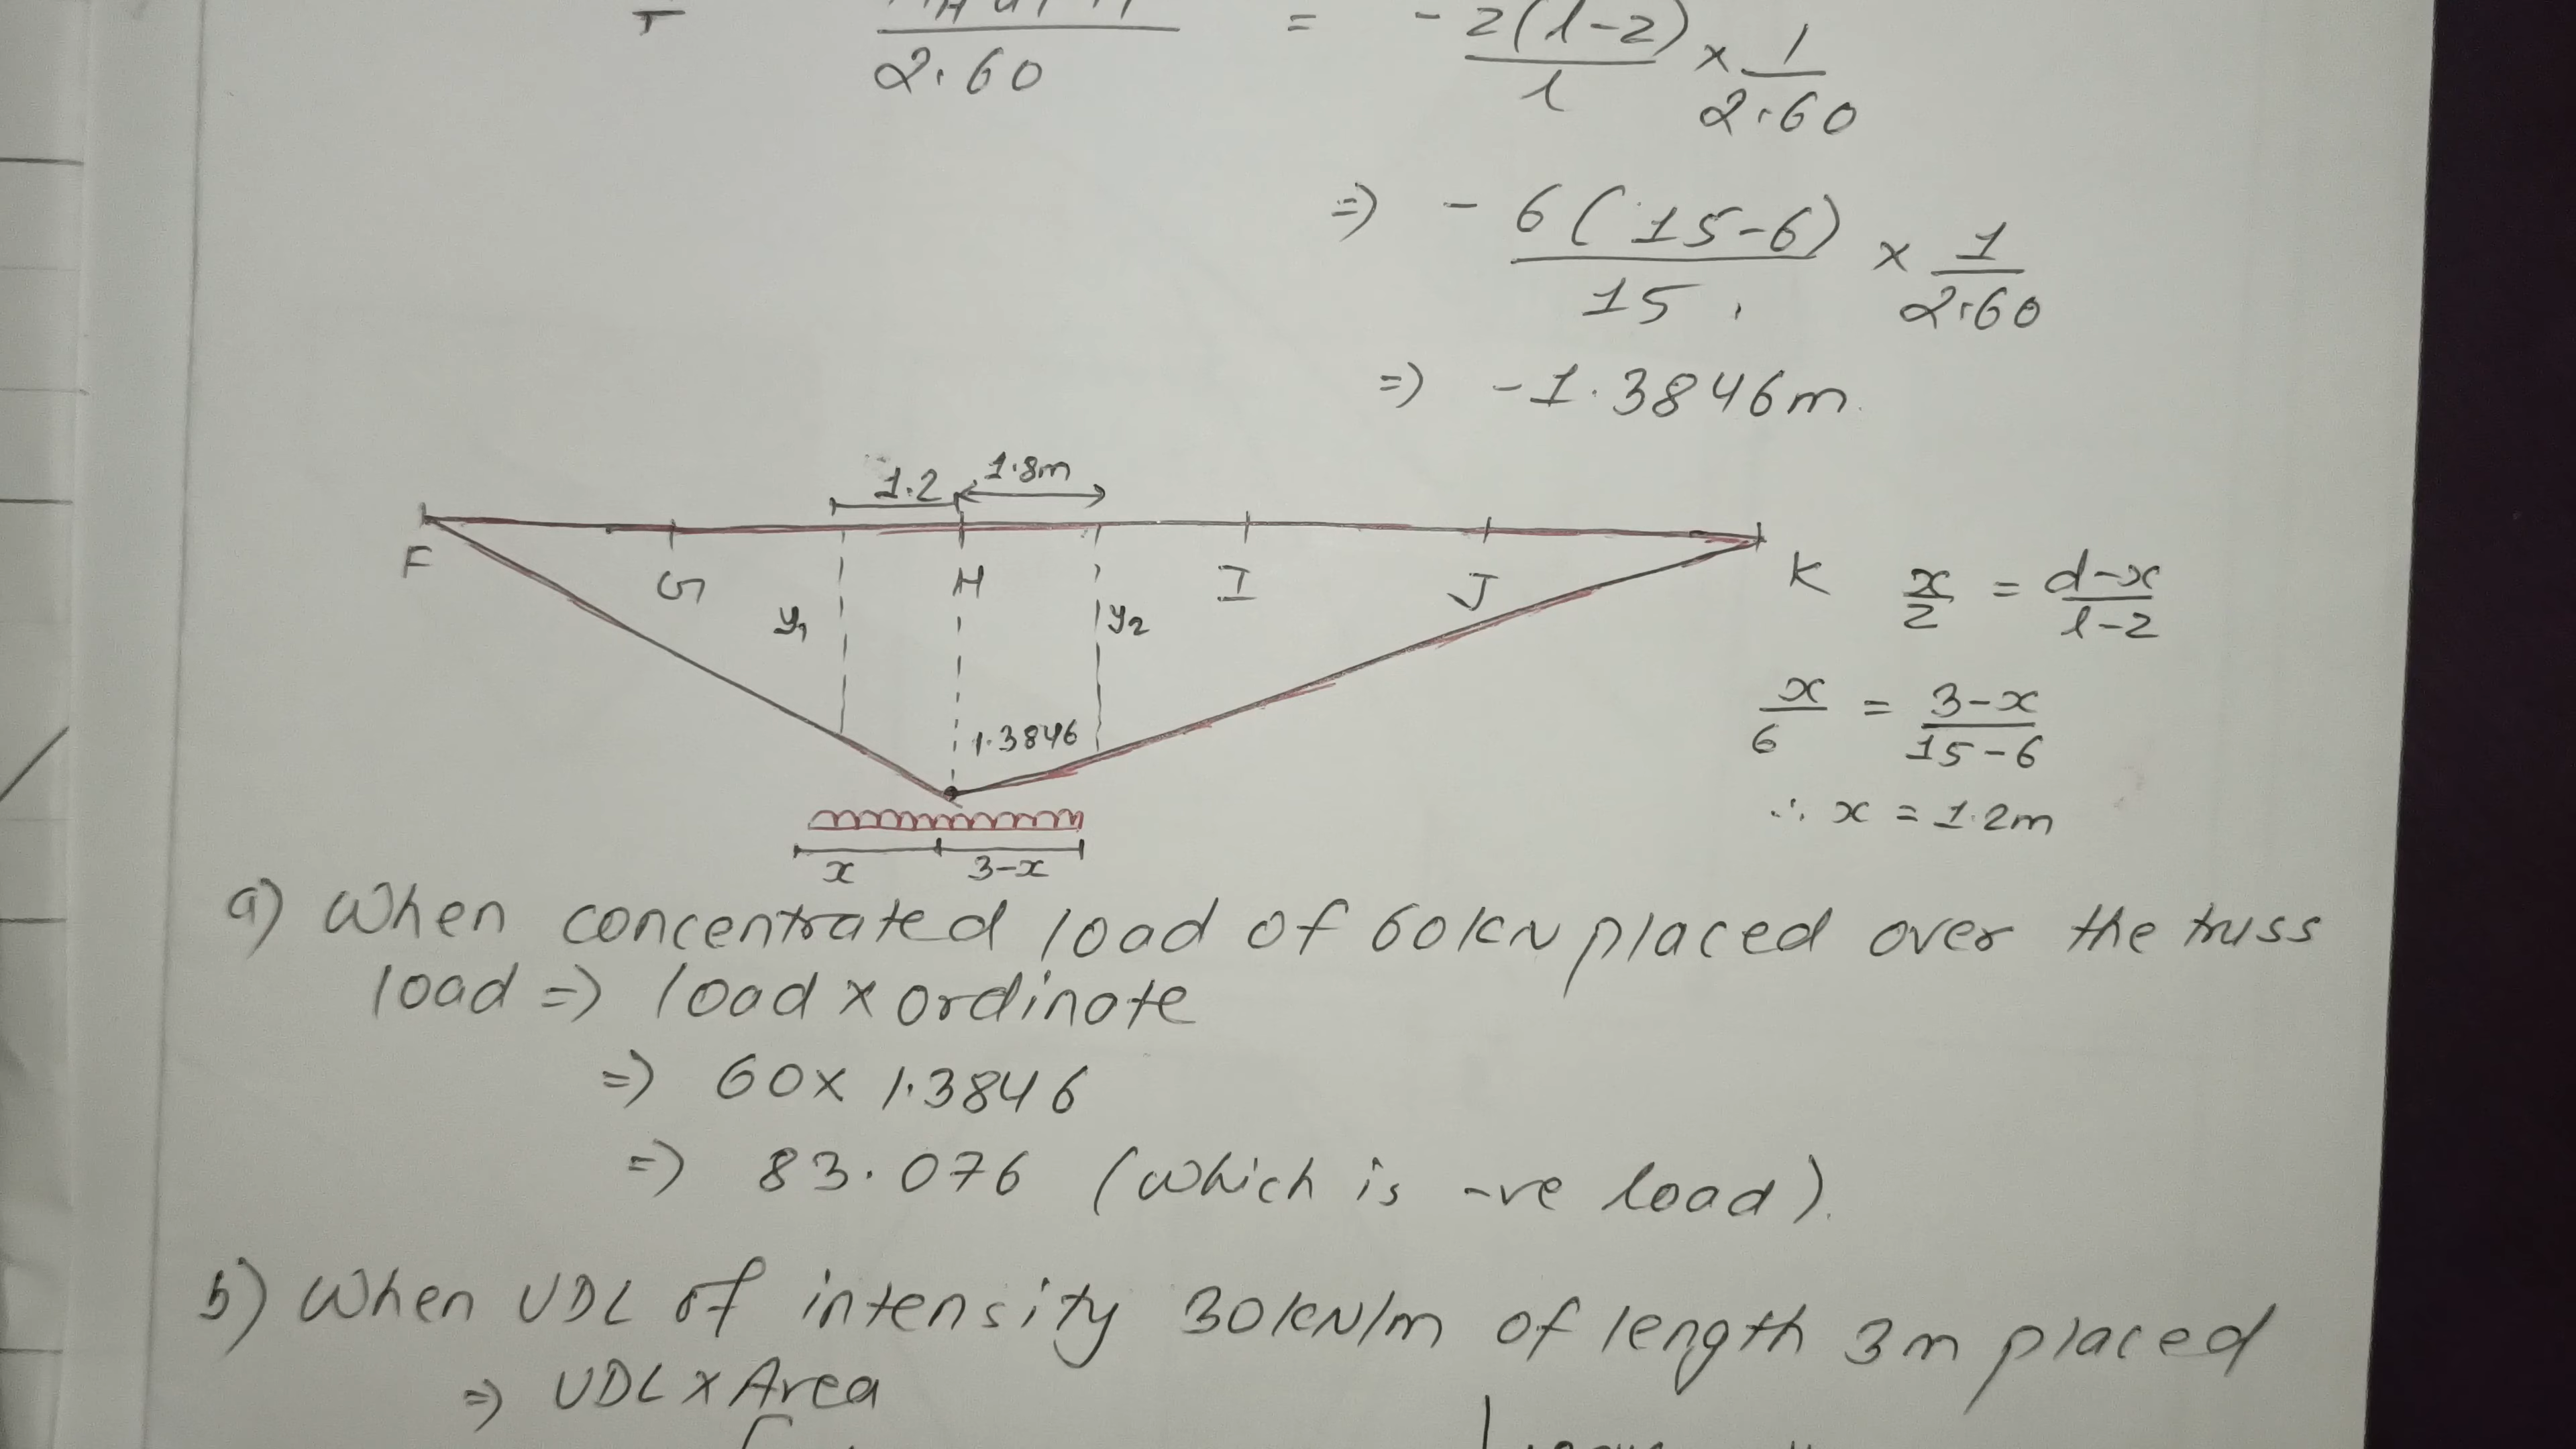 2.60 = - z(l-z)/l × 1/2.60
=) - 6(15-6)/15 × 1/2.60
=) -1.3846m
1.2 1.8m
F G H I J K
y1 y2
1.3846
x 3-x
x/z = d-x/l-z
x/6 = 3-x/15-6
∴ x = 1.2m
a) When concentrated load of 60kN placed over the truss
load =) load x ordinate
=) 60x 1.3846
=) 83.076 (which is -ve load).
b) When UDL of intensity 30kN/m of length 3m placed
=) UDL x Area